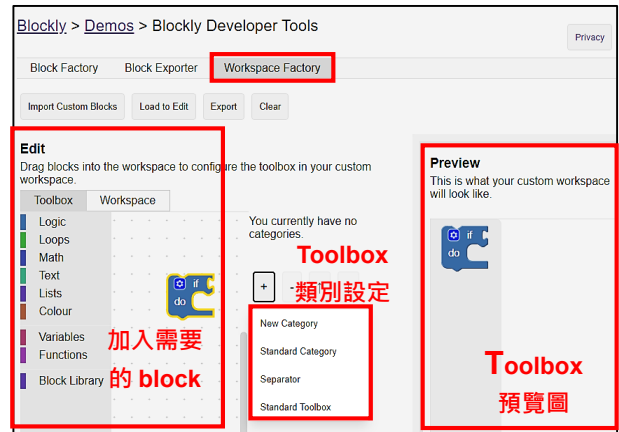 Blockly > Demos > Blockly Developer Tools
Privacy
Block Factory Block Exporter Workspace Factory
Import Custom Blocks Load to Edit Export Clear
Edit
Drag blocks into the workspace to configure the toolbox in your custom
workspace.
Toolbox Workspace
Logic
Loops
Math
Text
Lists
Colour
Variables
Functions
Block Library
if
do
加入需要
的 block
You currently have no
categories.
Toolbox
類別設定
+ -
New Category
Standard Category
Separator
Standard Toolbox
Preview
This is what your custom workspace
will look like.
if
do
Toolbox
預覽圖